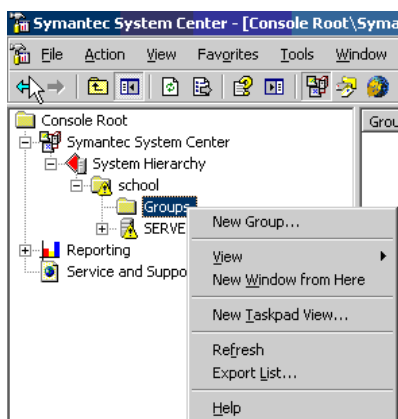 Symantec System Center - [Console Root\Syma
File Action View Favorites Tools Window
Console Root
Symantec System Center
System Hierarchy
school
Groups
SERVE
Reporting
Service and Suppo
Grou
New Group...
View
New Window from Here
New Taskpad View...
Refresh
Export List...
Help